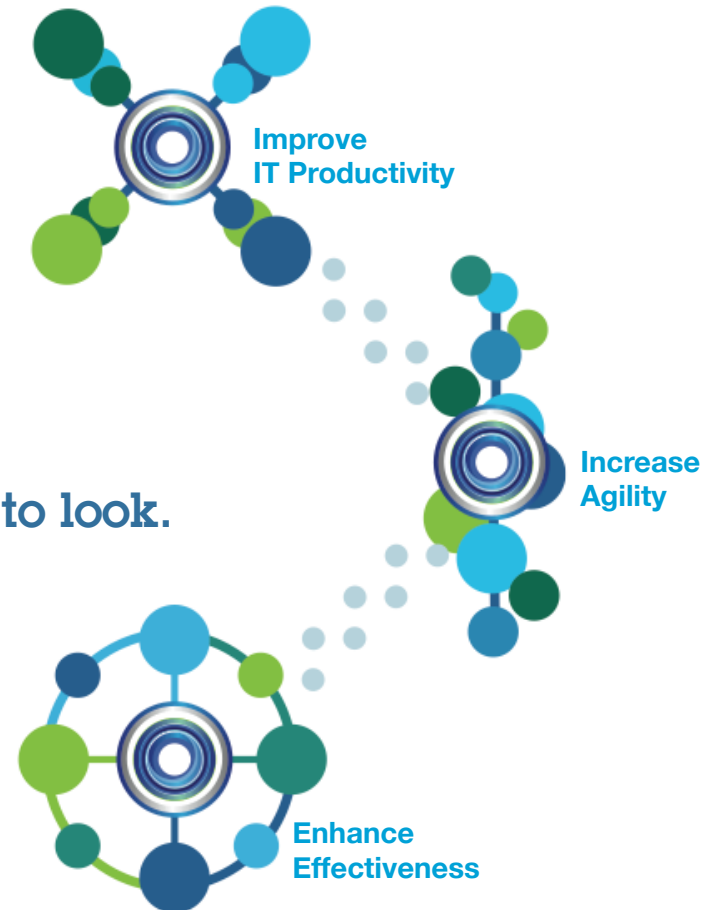 Improve
IT Productivity
Increase
Agility
to look.
Enhance
Effectiveness